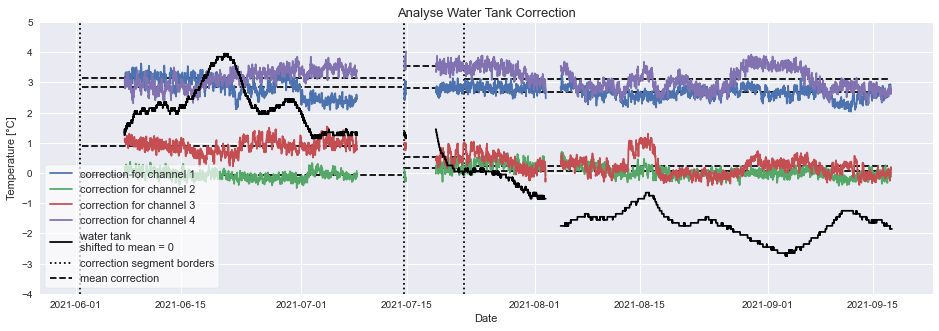 Analyse Water Tank Correction
5
4
3
2
1
0
−1
−2
−3
−4
Temperature [°C]
correction for channel 1
correction for channel 2
correction for channel 3
correction for channel 4
water tank
shifted to mean = 0
correction segment borders
mean correction
2021-06-01 2021-06-15 2021-07-01 2021-07-15 2021-08-01 2021-08-15 2021-09-01 2021-09-15
Date